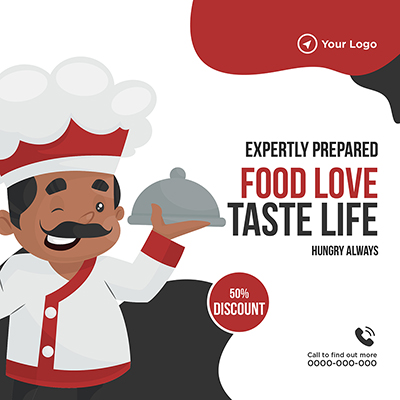 Your Logo
EXPERTLY PREPARED
FOOD LOVE
TASTE LIFE
HUNGRY ALWAYS
50%
DISCOUNT
Call to find out more
0000-000-000